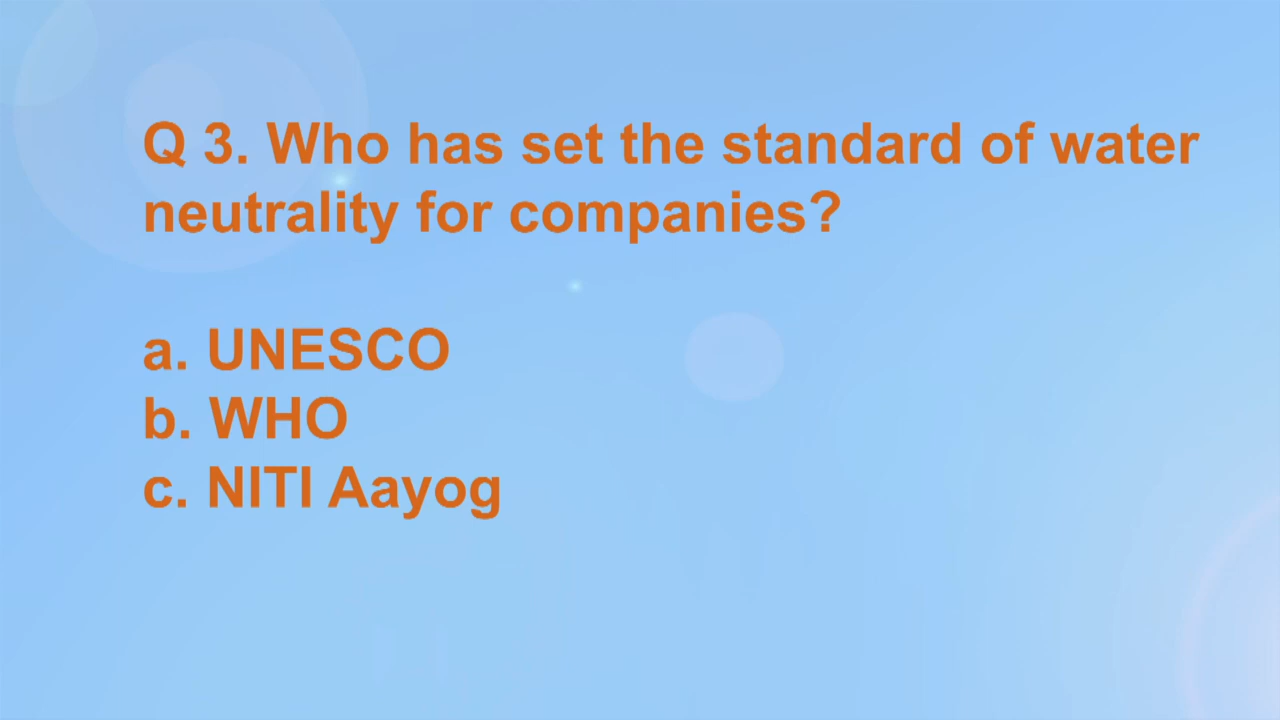 Q 3. Who has set the standard of water
neutrality for companies?
a. UNESCO
b. WHO
c. NITI Aayog